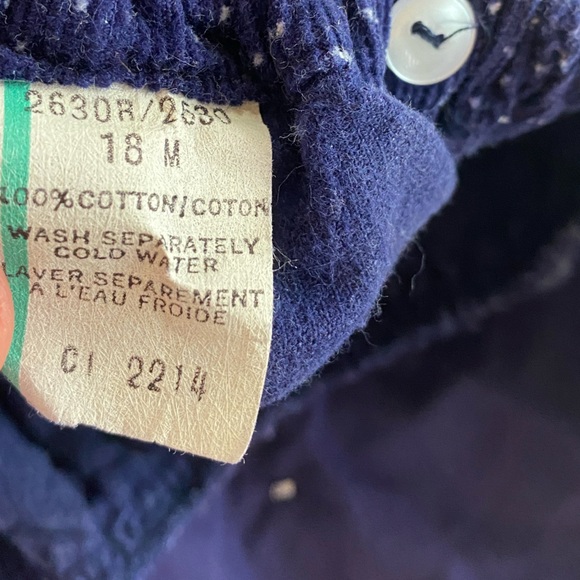 2630R/2630
18 M
100% COTTON/COTON
WASH SEPARATELY
COLD WATER
LAVER SEPAREMENT
A L'EAU FROIDE
CI 2214